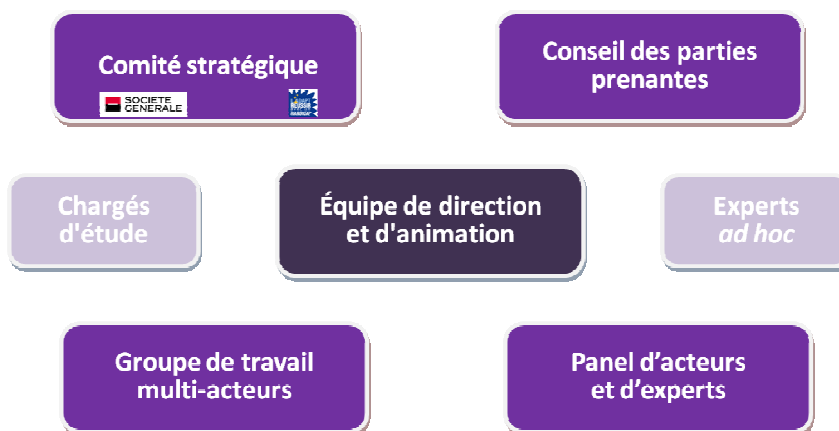 Comité stratégique
SOCIETE
GENERALE
Conseil des parties
prenantes
Chargés
d'étude
Équipe de direction
et d'animation
Experts
ad hoc
Groupe de travail
multi-acteurs
Panel d’acteurs
et d’experts